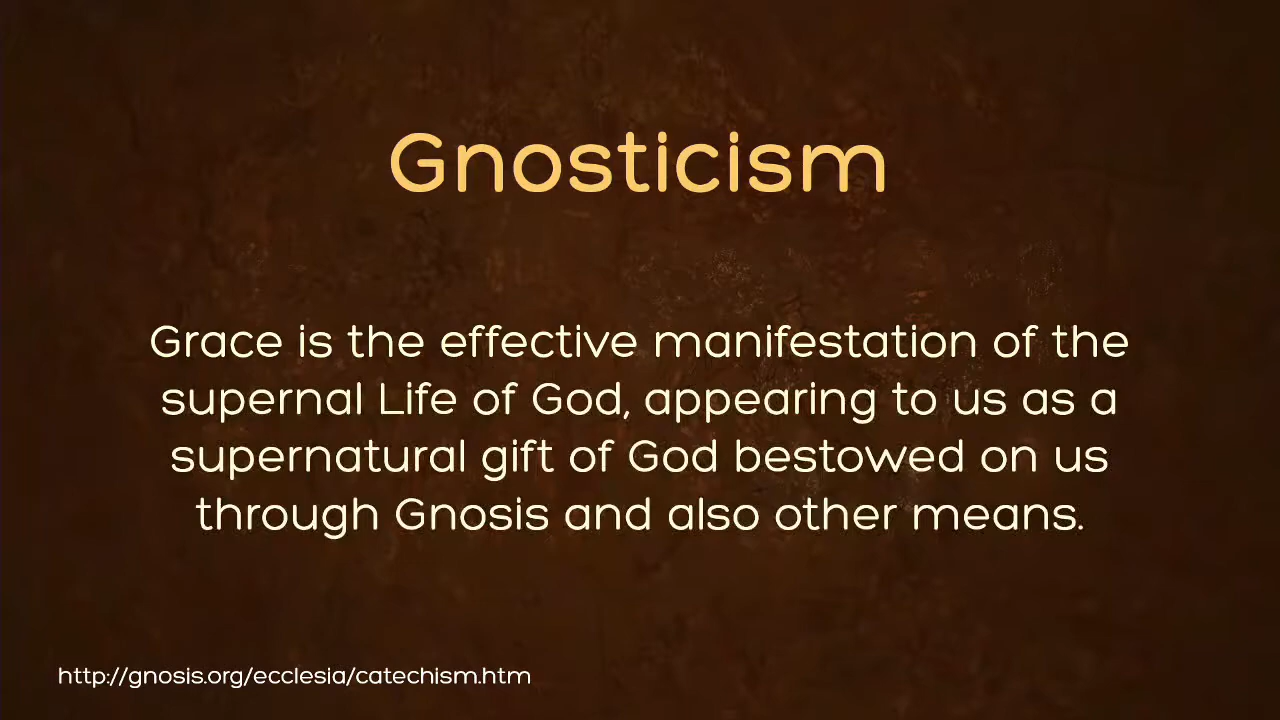 Gnosticism
Grace is the effective manifestation of the
supernal Life of God, appearing to us as a
supernatural gift of God bestowed on us
through Gnosis and also other means.
http://gnosis.org/ecclesia/catechism.htm